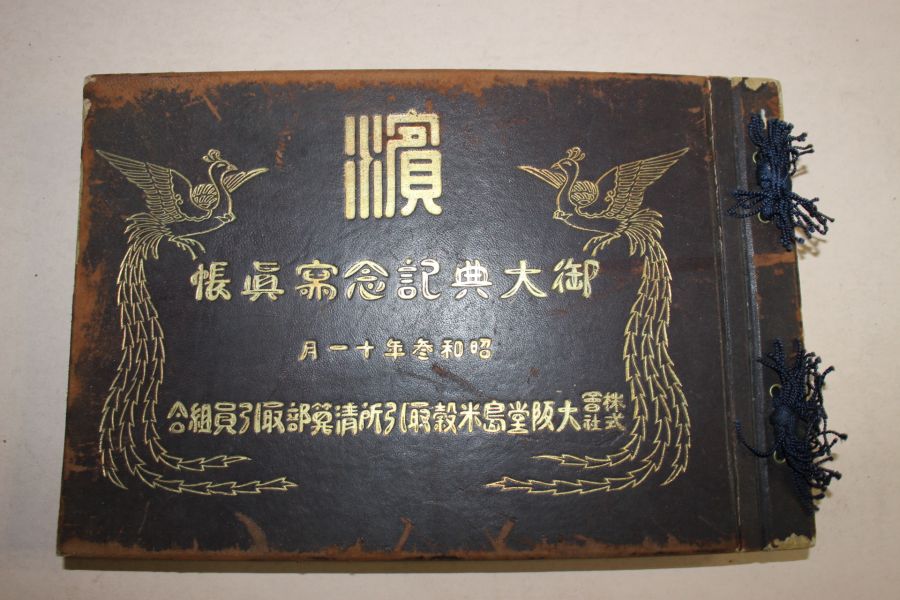 濱
御大典記念寫眞帳
昭和叁年十一月
株式會社大阪堂島米穀取引所清算部取引員組合